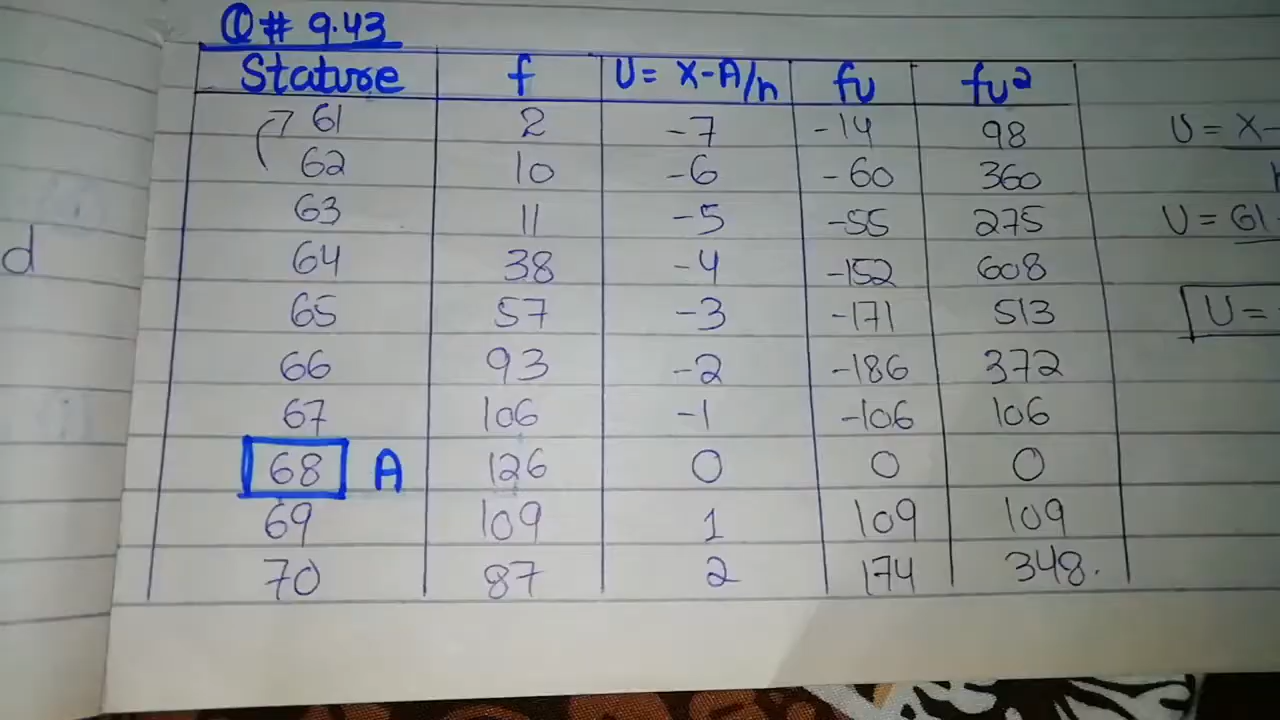 Q# 9.43
Stature f U = X-A/h fu fu²
61 2 -7 -14 98
62 10 -6 -60 360
63 11 -5 -55 275
64 38 -4 -152 608
65 57 -3 -171 513
66 93 -2 -186 372
67 106 -1 -106 106
68 A 126 0 0 0
69 109 1 109 109
70 87 2 174 348.
d
U = X-
U = 61
U =